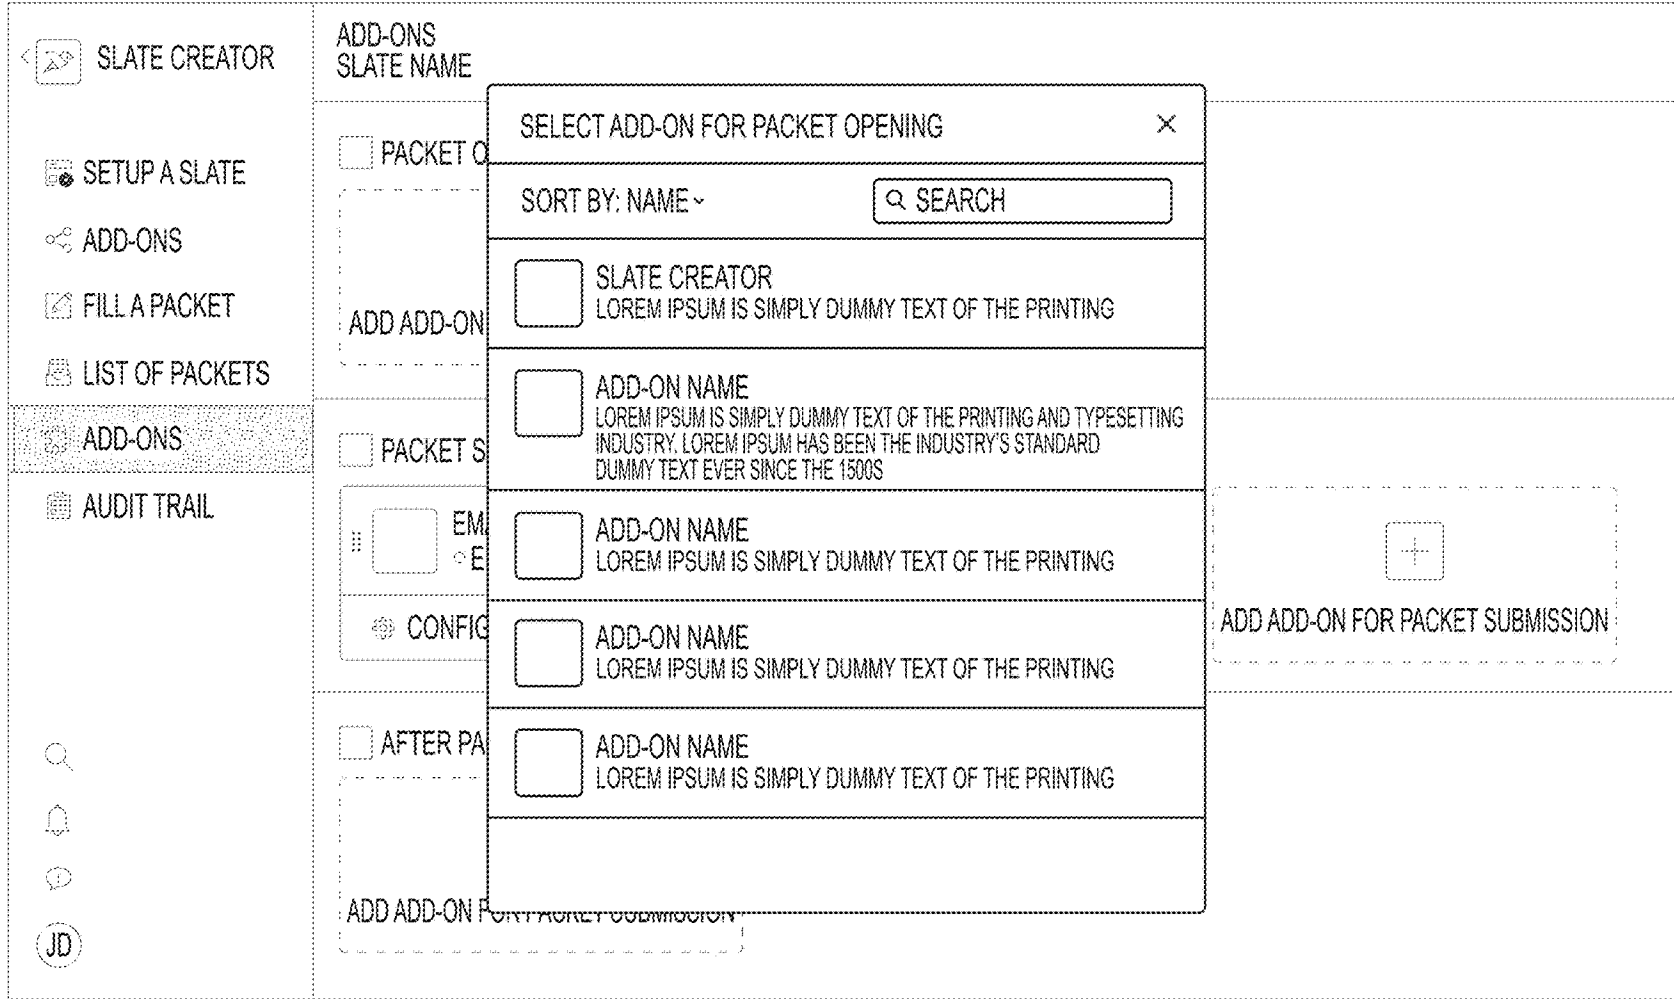 SLATE CREATOR
SETUP A SLATE
ADD-ONS
FILL A PACKET
LIST OF PACKETS
ADD-ONS
AUDIT TRAIL
JD
ADD-ONS
SLATE NAME
PACKET O
ADD ADD-ON
PACKET S
EM
E
CONFIG
ADD ADD-ON FOR PACKET SUBMISSION
AFTER PA
ADD ADD-ON FOR PACKET SUBMISSION
SELECT ADD-ON FOR PACKET OPENING
SORT BY: NAME
SEARCH
SLATE CREATOR
LOREM IPSUM IS SIMPLY DUMMY TEXT OF THE PRINTING
ADD-ON NAME
LOREM IPSUM IS SIMPLY DUMMY TEXT OF THE PRINTING AND TYPESETTING
INDUSTRY. LOREM IPSUM HAS BEEN THE INDUSTRY'S STANDARD
DUMMY TEXT EVER SINCE THE 1500S
ADD-ON NAME
LOREM IPSUM IS SIMPLY DUMMY TEXT OF THE PRINTING
ADD-ON NAME
LOREM IPSUM IS SIMPLY DUMMY TEXT OF THE PRINTING
ADD-ON NAME
LOREM IPSUM IS SIMPLY DUMMY TEXT OF THE PRINTING